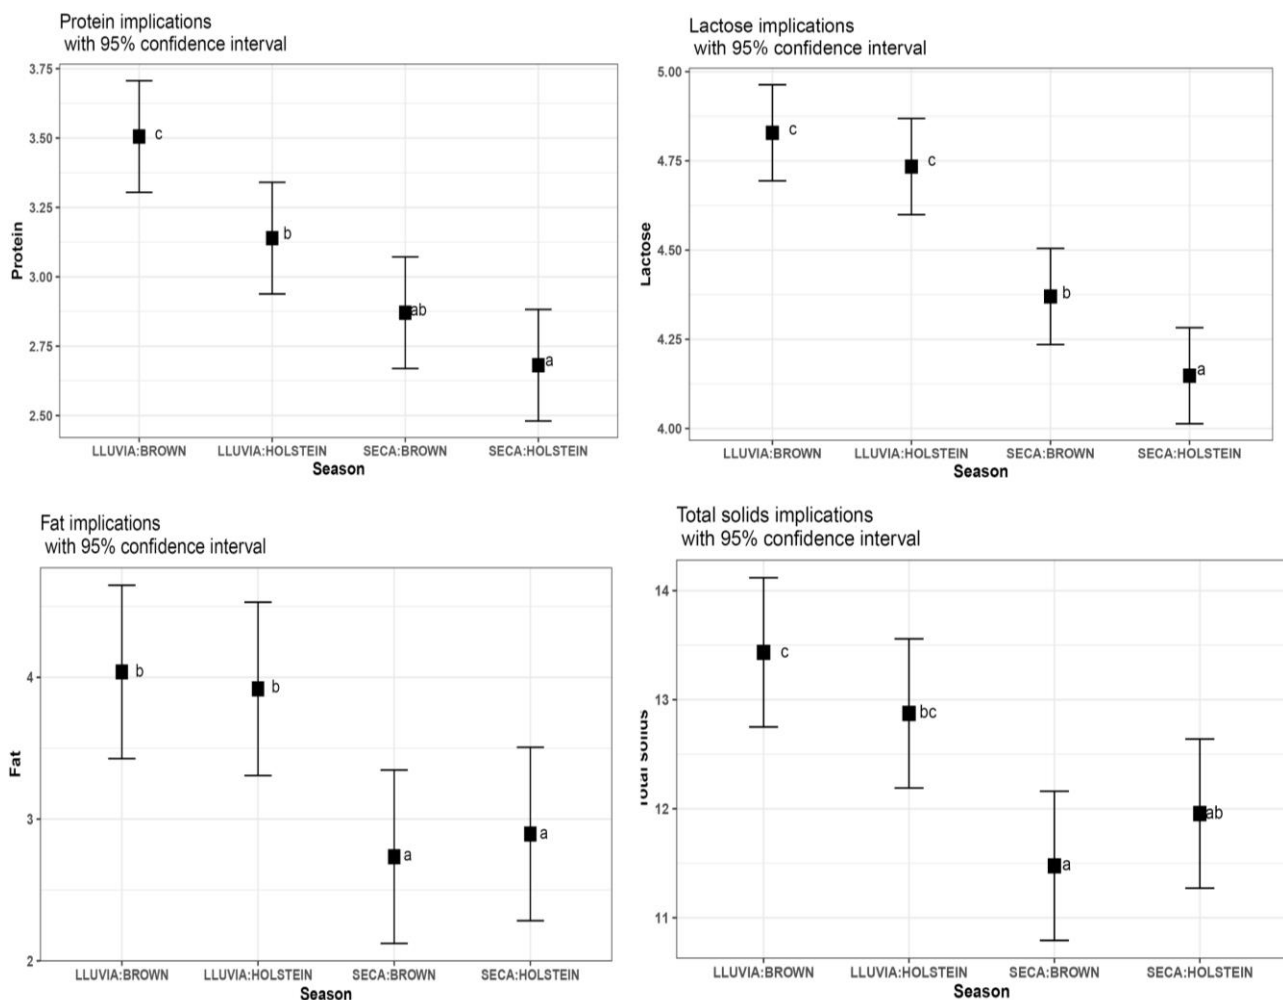 Protein implications
with 95% confidence interval
3.75
3.50
3.25
3.00
2.75
2.50
Protein
c
b
ab
a
LLUVIA:BROWN LLUVIA:HOLSTEIN SECA:BROWN SECA:HOLSTEIN
Season
Lactose implications
with 95% confidence interval
5.00
4.75
4.50
4.25
4.00
Lactose
c
c
b
a
LLUVIA:BROWN LLUVIA:HOLSTEIN SECA:BROWN SECA:HOLSTEIN
Season
Fat implications
with 95% confidence interval
4
3
2
Fat
b
b
a
a
LLUVIA:BROWN LLUVIA:HOLSTEIN SECA:BROWN SECA:HOLSTEIN
Season
Total solids implications
with 95% confidence interval
14
13
12
11
Total solids
c
bc
a
ab
LLUVIA:BROWN LLUVIA:HOLSTEIN SECA:BROWN SECA:HOLSTEIN
Season